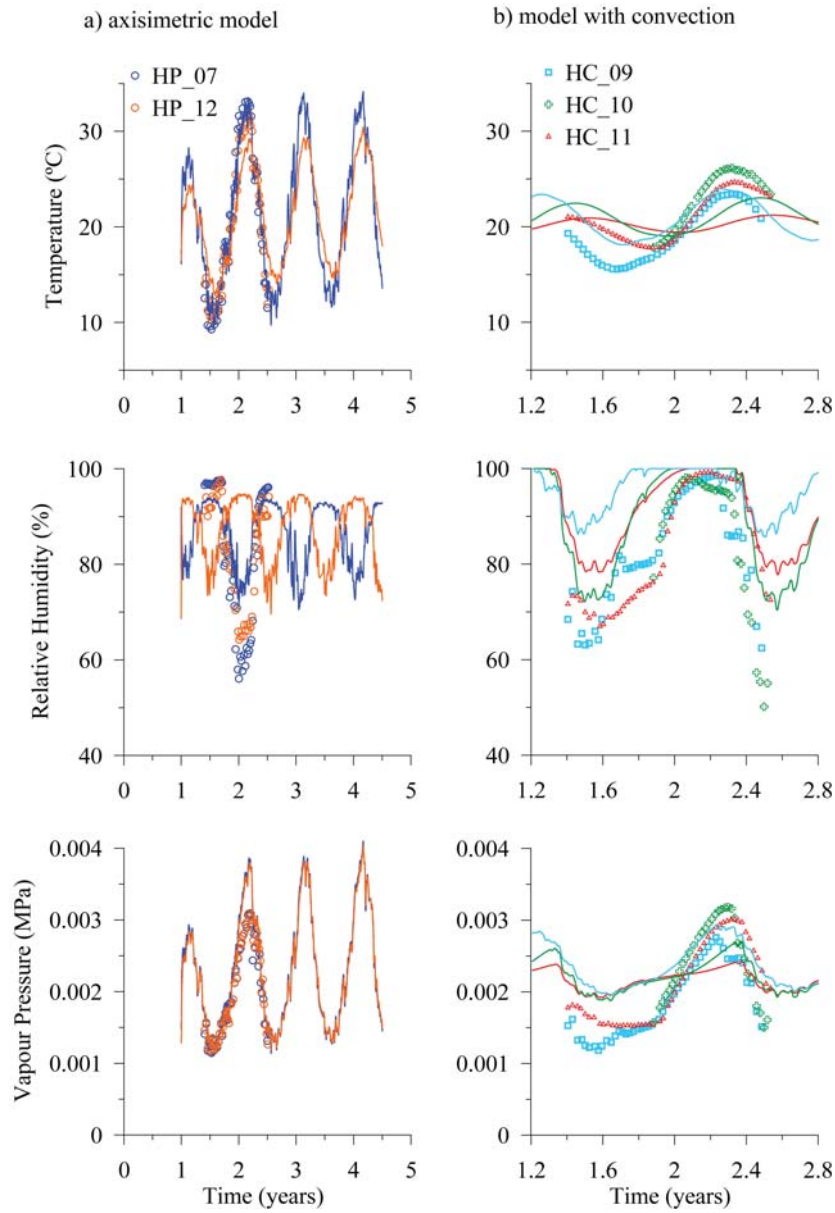 a) axisimetric model
b) model with convection
HP_07
HP_12
HC_09
HC_10
HC_11
Temperature (ºC)
30
20
10
0 1 2 3 4 5
30
20
10
1.2 1.6 2 2.4 2.8
Relative Humidity (%)
100
80
60
40
0 1 2 3 4 5
100
80
60
40
1.2 1.6 2 2.4 2.8
Vapour Pressure (MPa)
0.004
0.003
0.002
0.001
0
0 1 2 3 4 5
Time (years)
0.004
0.003
0.002
0.001
0
1.2 1.6 2 2.4 2.8
Time (years)